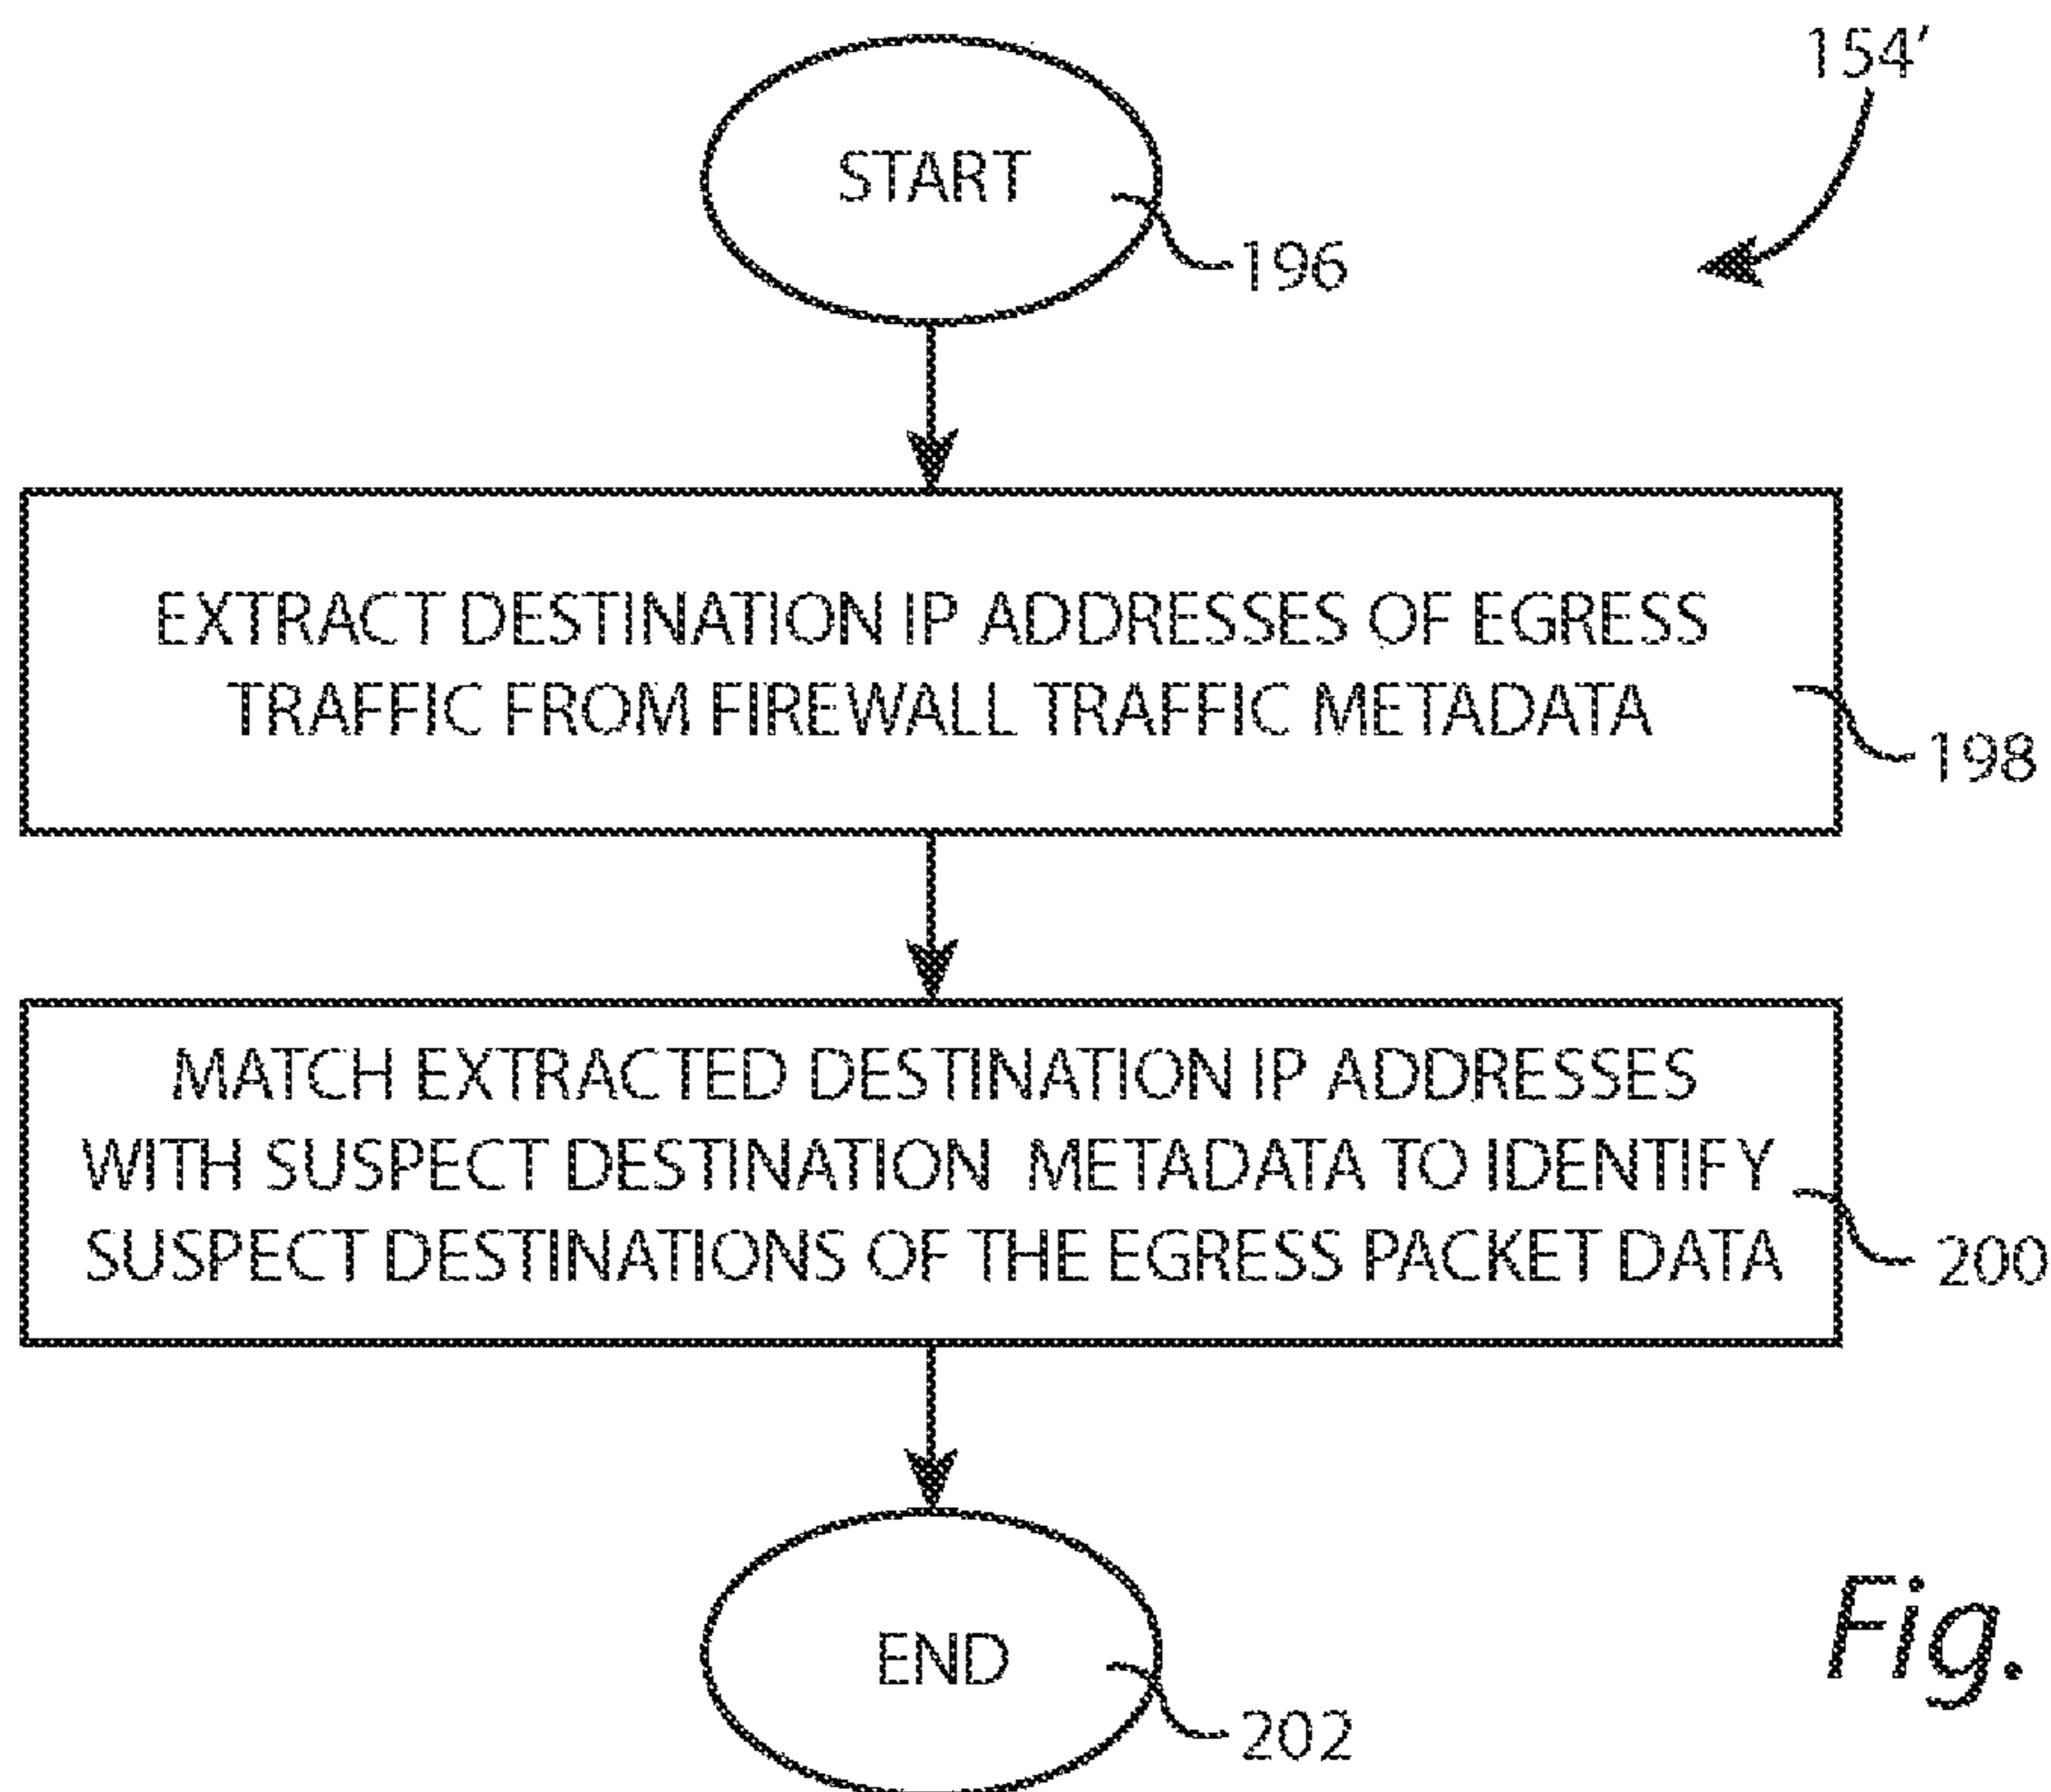 154'
START
196
EXTRACT DESTINATION IP ADDRESSES OF EGRESS
TRAFFIC FROM FIREWALL TRAFFIC METADATA
198
MATCH EXTRACTED DESTINATION IP ADDRESSES
WITH SUSPECT DESTINATION METADATA TO IDENTIFY
SUSPECT DESTINATIONS OF THE EGRESS PACKET DATA
200
END
202
Fig.